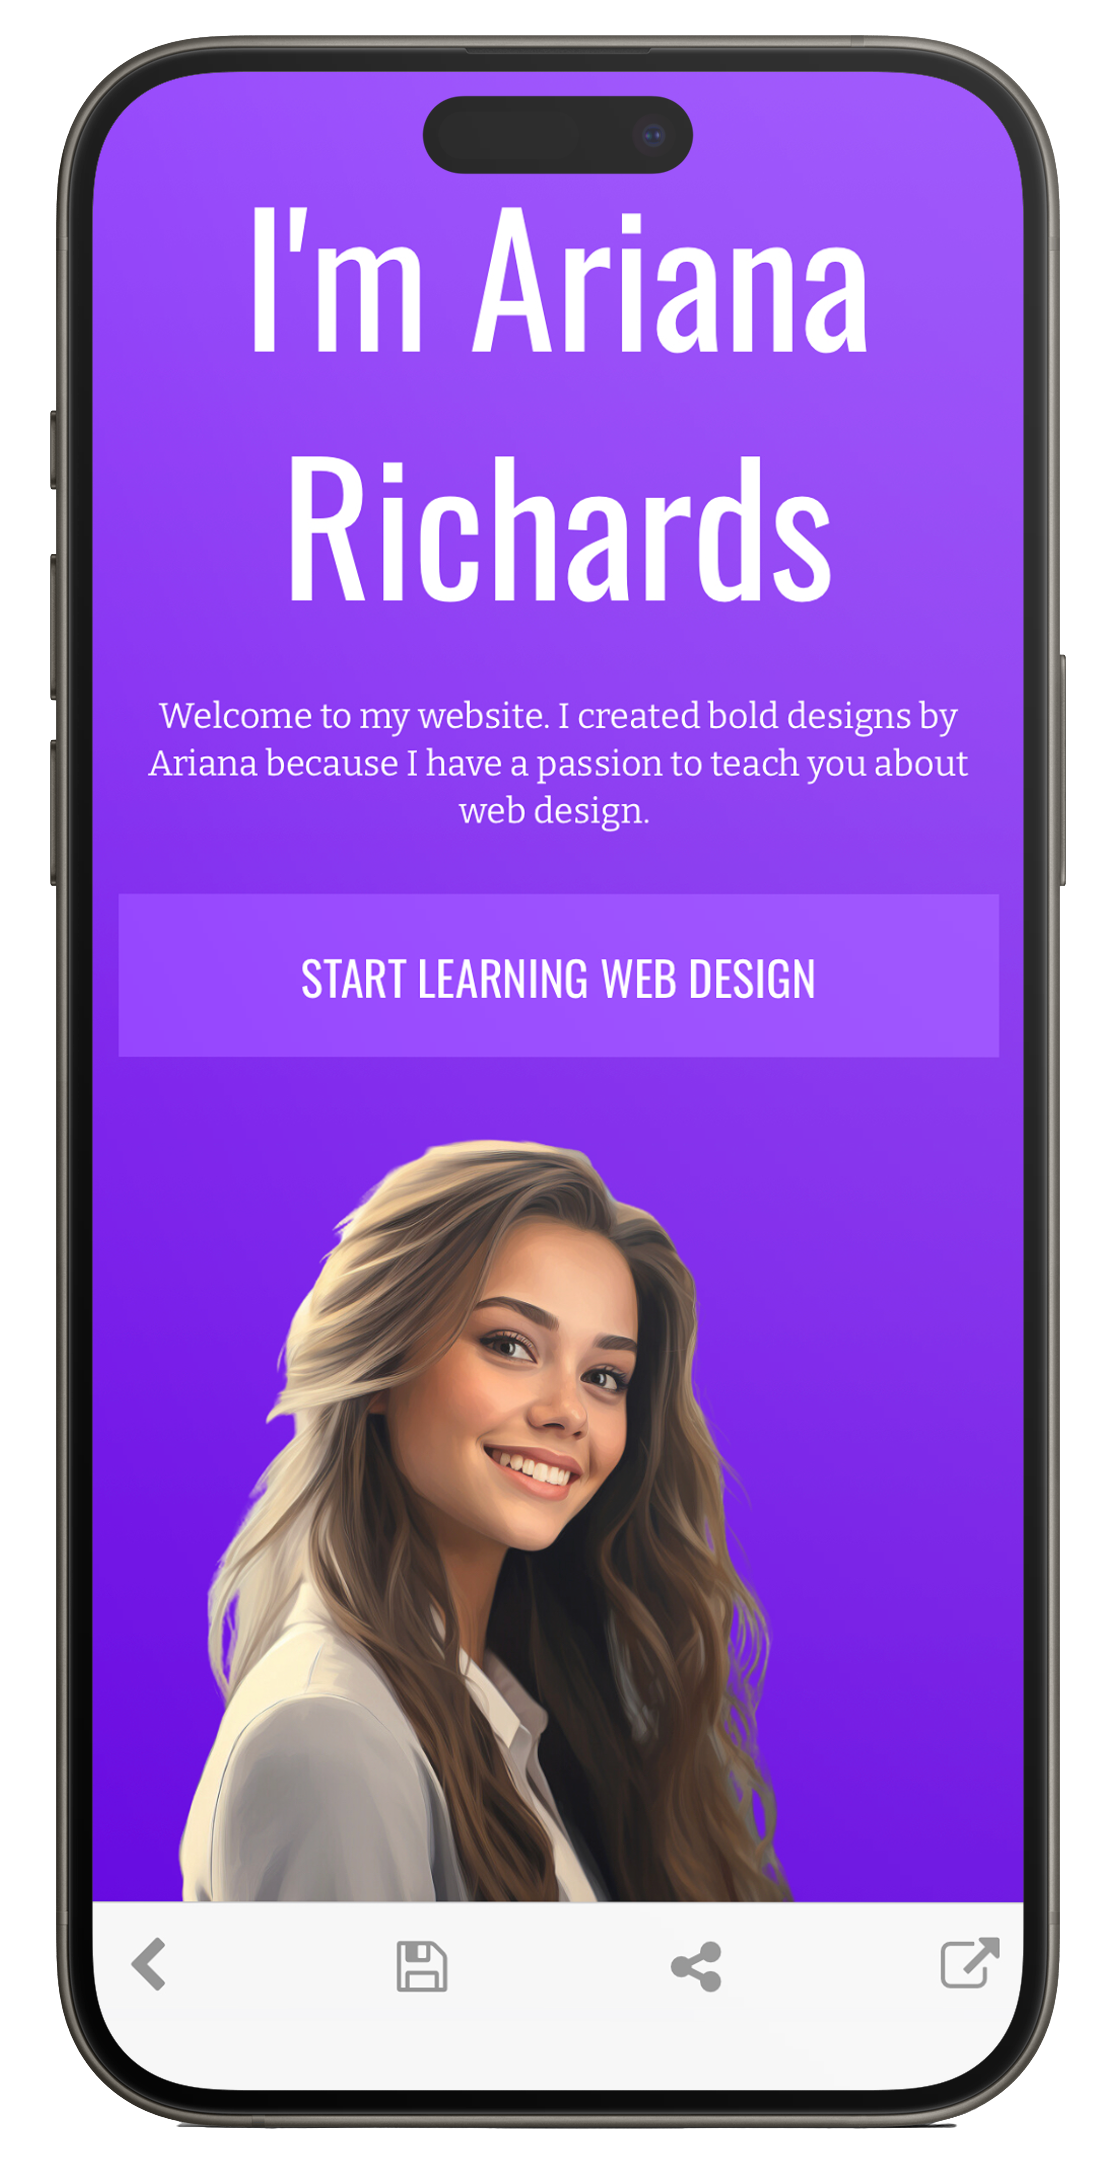 I'm Ariana
Richards
Welcome to my website. I created bold designs by
Ariana because I have a passion to teach you about
web design.
START LEARNING WEB DESIGN